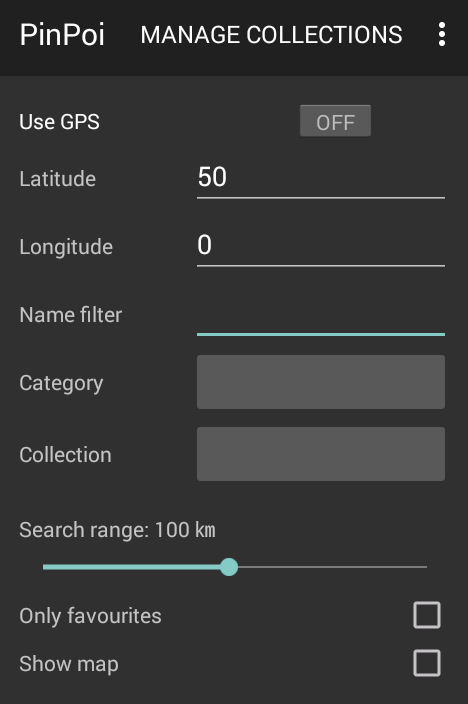 PinPoi MANAGE COLLECTIONS
Use GPS OFF
Latitude 50
Longitude 0
Name filter
Category
Collection
Search range: 100 km
Only favourites
Show map